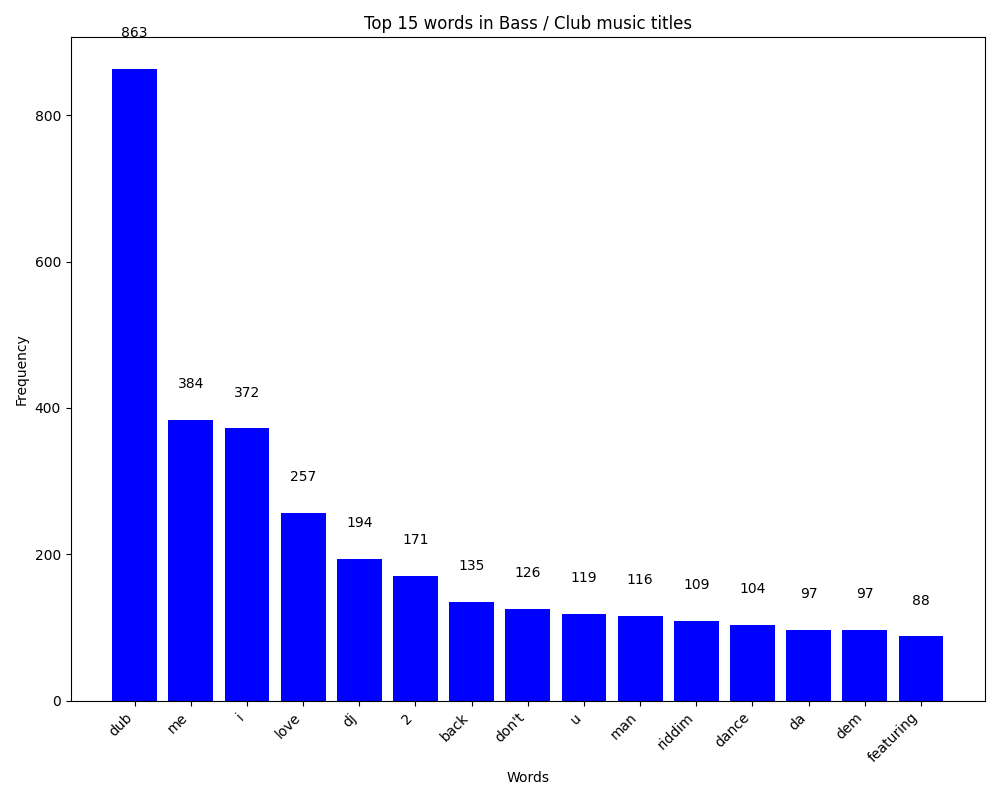 Top 15 words in Bass / Club music titles
863
384
372
257
194
171
135
126
119
116
109
104
97
97
88
800
600
400
200
0
Frequency
dub
me
i
love
dj
2
back
don't
u
man
riddim
dance
da
dem
featuring
Words